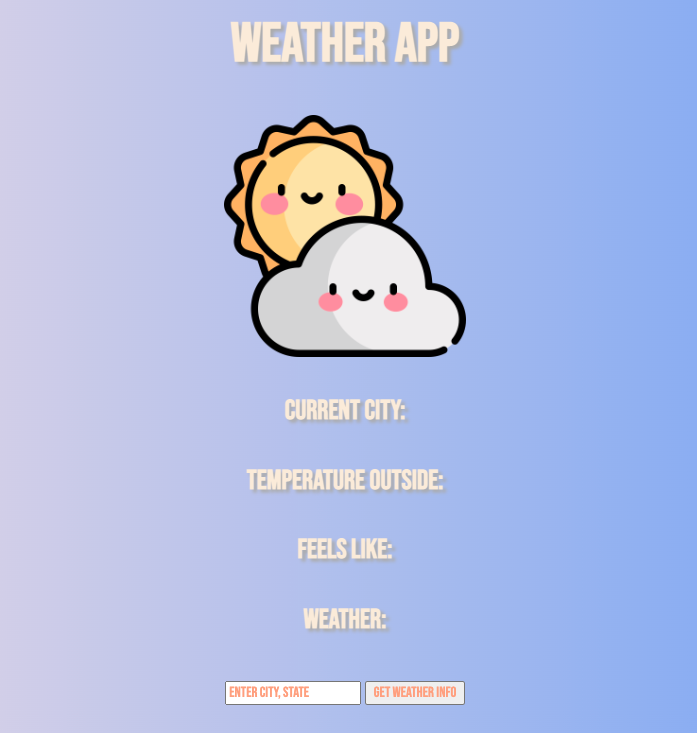 WEATHER APP
CURRENT CITY:
TEMPERATURE OUTSIDE:
FEELS LIKE:
WEATHER:
ENTER CITY, STATE GET WEATHER INFO